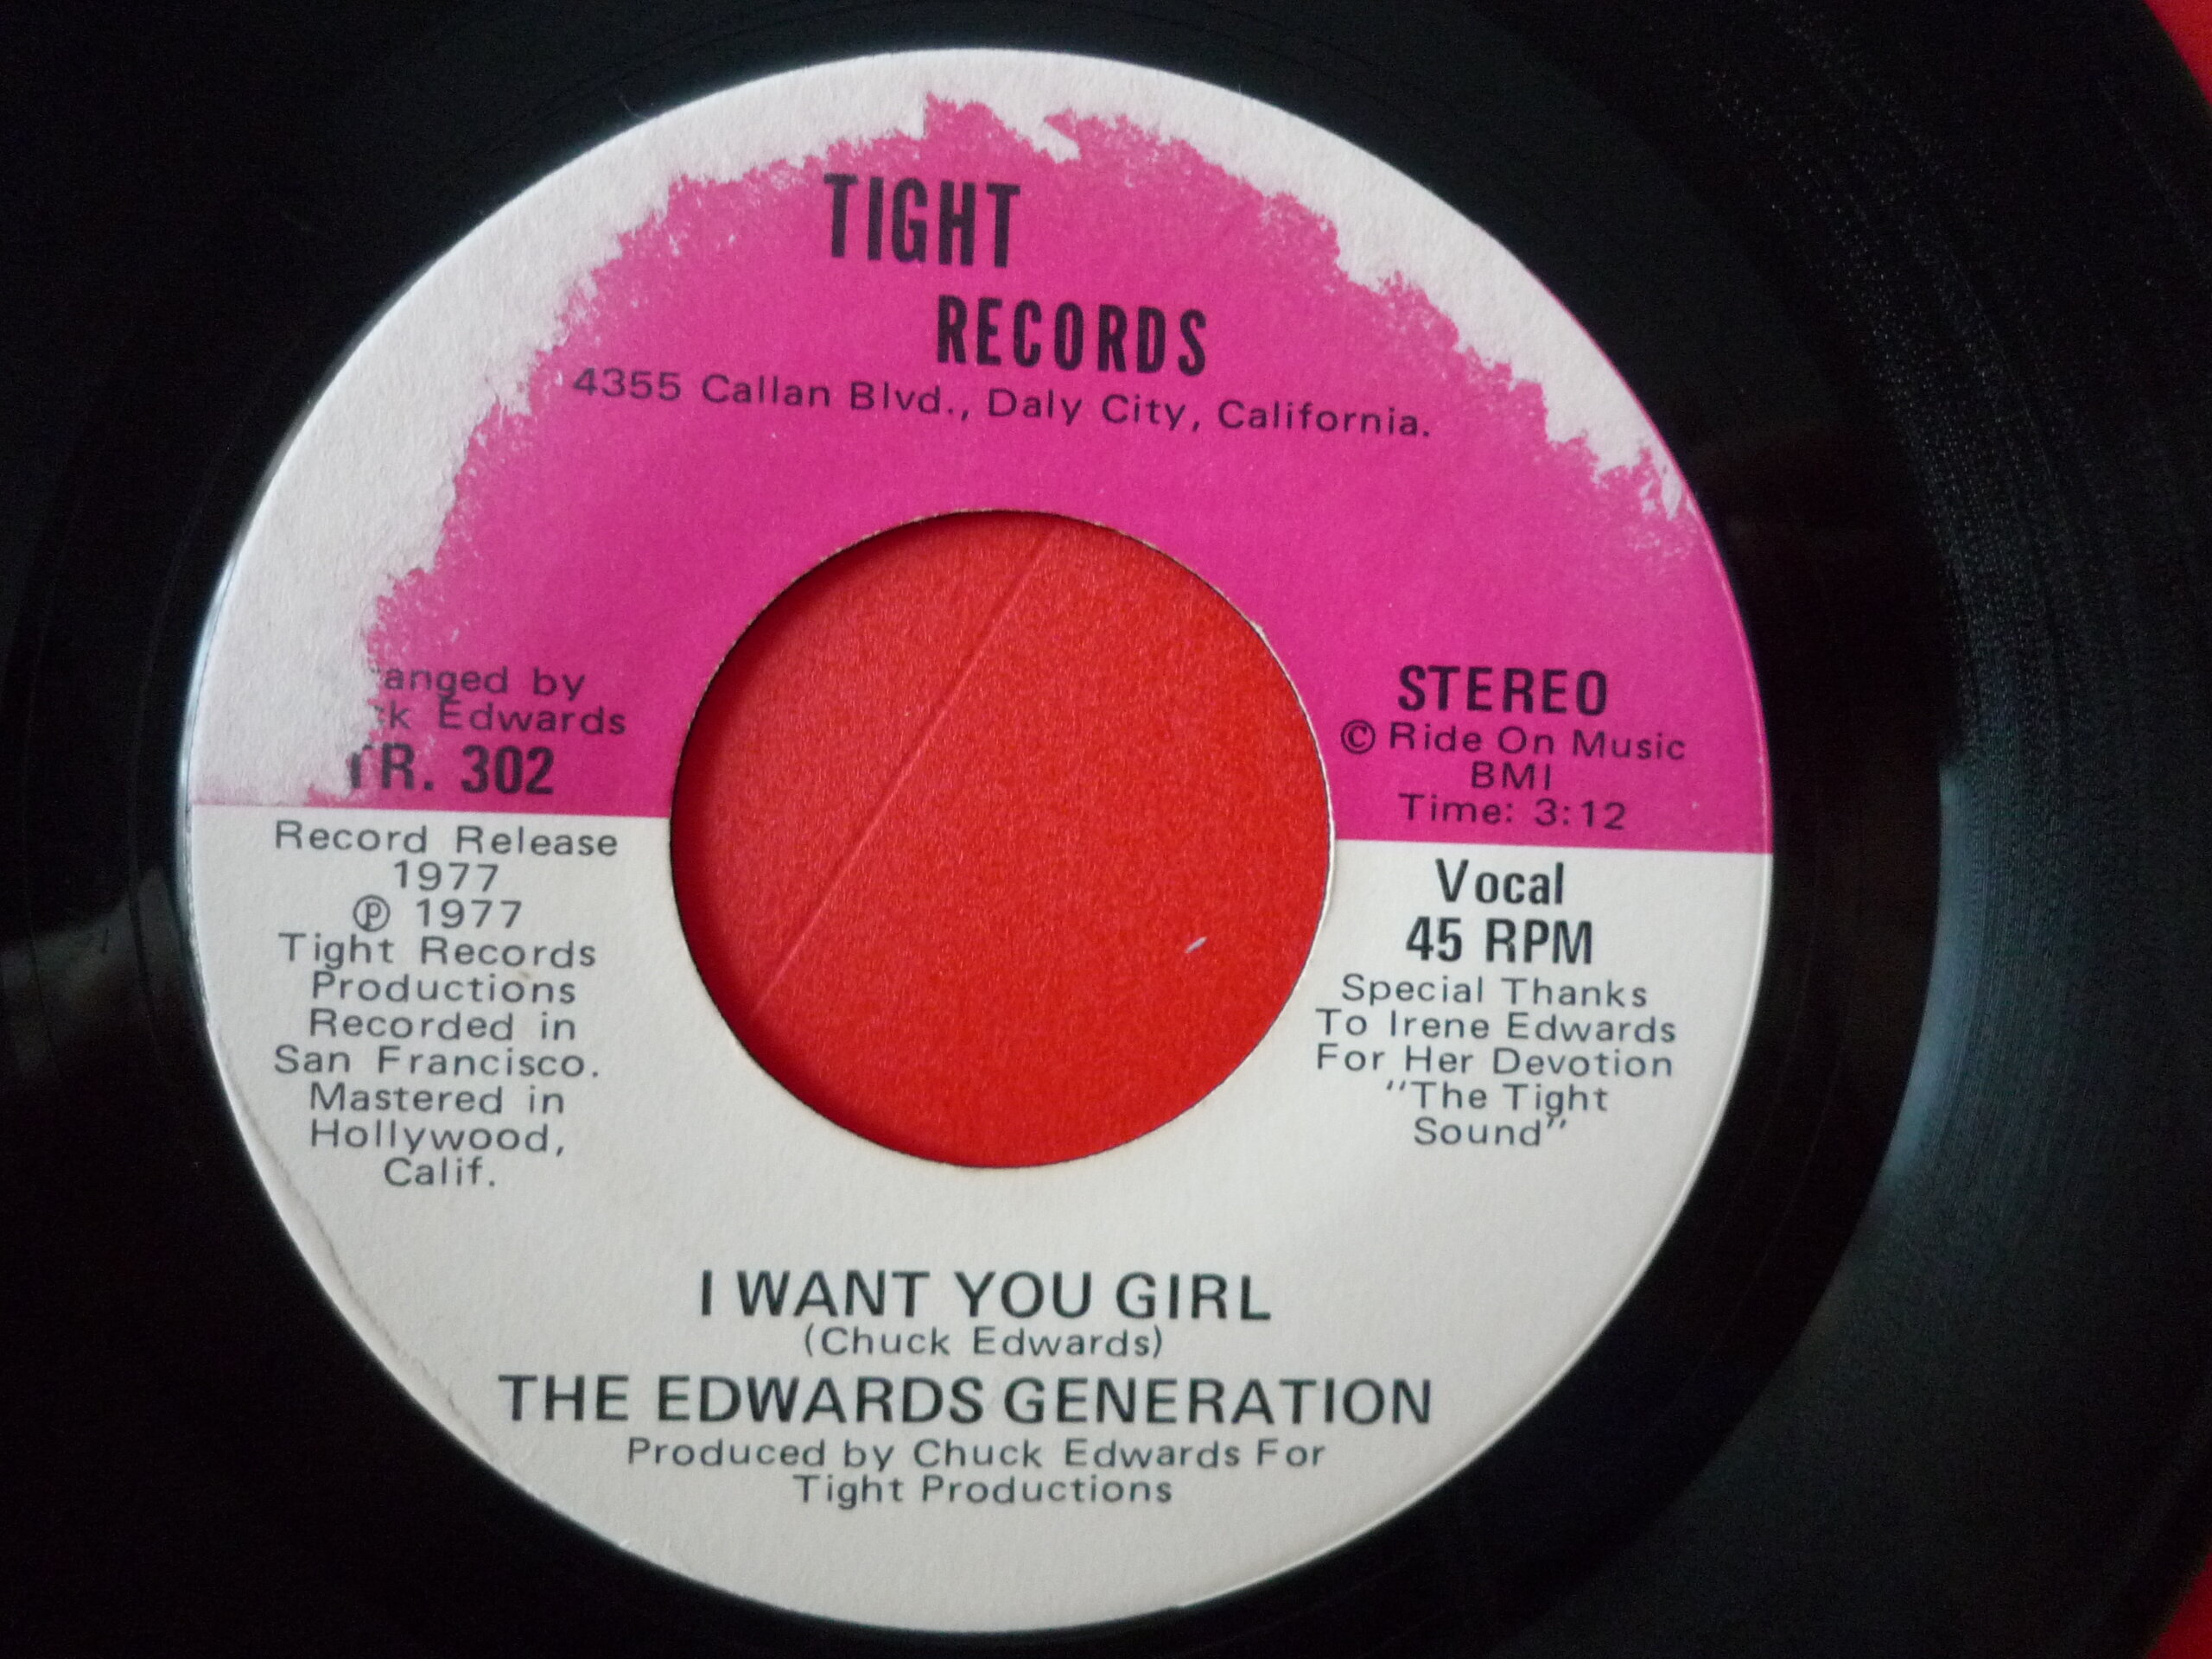 TIGHT
RECORDS
4355 Callan Blvd., Daly City, California.
anged by
k Edwards
TR. 302
Record Release
1977
℗ 1977
Tight Records
Productions
Recorded in
San Francisco.
Mastered in
Hollywood,
Calif.
STEREO
© Ride On Music
BMI
Time: 3:12
Vocal
45 RPM
Special Thanks
To Irene Edwards
For Her Devotion
"The Tight
Sound"
I WANT YOU GIRL
(Chuck Edwards)
THE EDWARDS GENERATION
Produced by Chuck Edwards For
Tight Productions